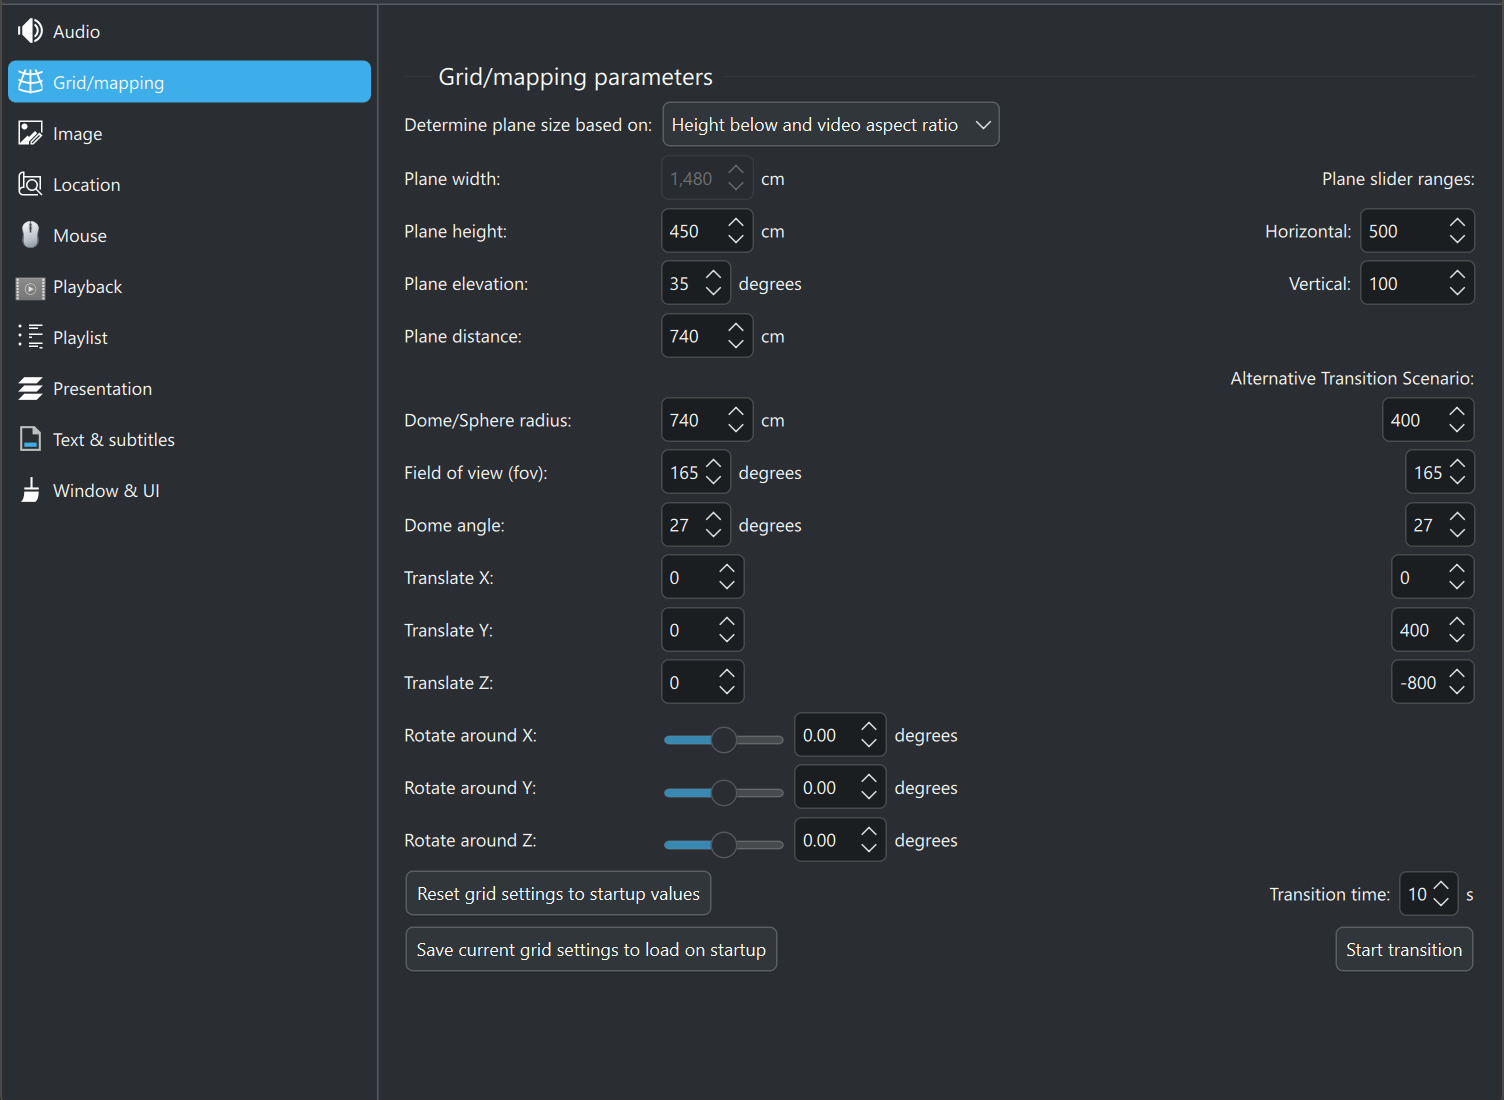 Audio
Grid/mapping
Image
Location
Mouse
Playback
Playlist
Presentation
Text & subtitles
Window & UI
Grid/mapping parameters
Determine plane size based on: Height below and video aspect ratio
Plane width: 1,480 cm Plane slider ranges:
Plane height: 450 cm Horizontal: 500
Plane elevation: 35 degrees Vertical: 100
Plane distance: 740 cm
Alternative Transition Scenario:
Dome/Sphere radius: 740 cm 400
Field of view (fov): 165 degrees 165
Dome angle: 27 degrees 27
Translate X: 0 0
Translate Y: 0 400
Translate Z: 0 -800
Rotate around X: 0.00 degrees
Rotate around Y: 0.00 degrees
Rotate around Z: 0.00 degrees
Reset grid settings to startup values Transition time: 10 s
Save current grid settings to load on startup Start transition